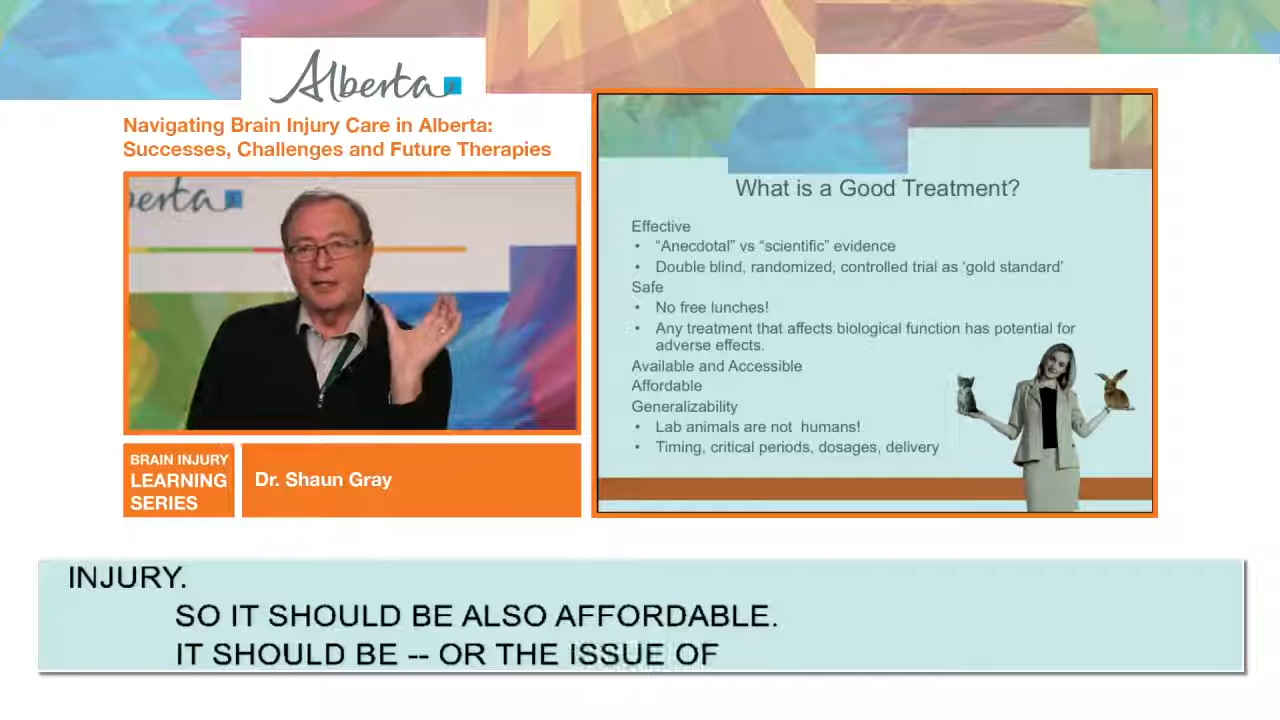 Alberta
Navigating Brain Injury Care in Alberta:
Successes, Challenges and Future Therapies
berta
BRAIN INJURY
LEARNING
SERIES
Dr. Shaun Gray
What is a Good Treatment?
Effective
• “Anecdotal” vs “scientific” evidence
• Double blind, randomized, controlled trial as ‘gold standard’
Safe
• No free lunches!
• Any treatment that affects biological function has potential for
adverse effects.
Available and Accessible
Affordable
Generalizability
• Lab animals are not humans!
• Timing, critical periods, dosages, delivery
INJURY.
SO IT SHOULD BE ALSO AFFORDABLE.
IT SHOULD BE -- OR THE ISSUE OF